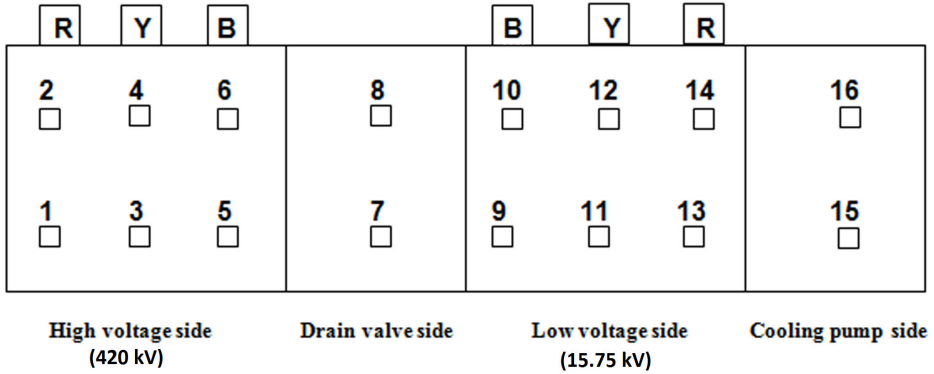 R Y B B Y R
2 4 6 8 10 12 14 16
1 3 5 7 9 11 13 15
High voltage side Drain valve side Low voltage side Cooling pump side
(420 kV) (15.75 kV)